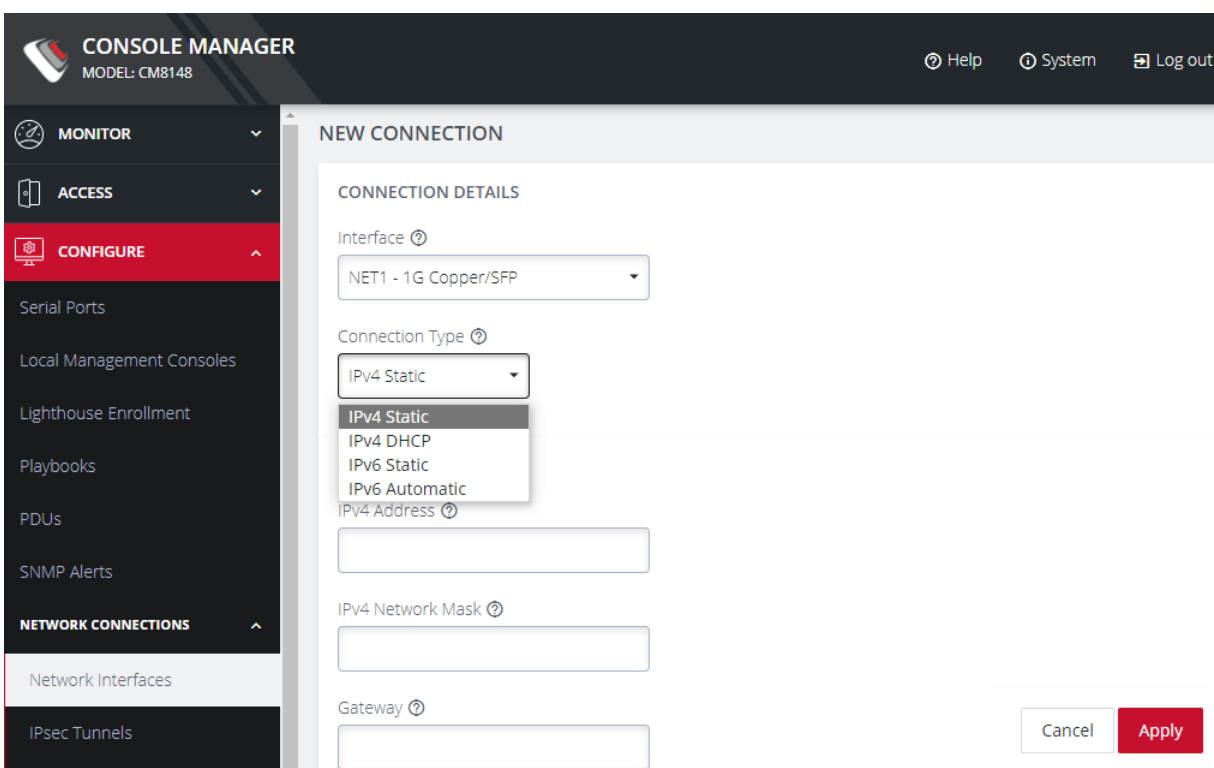 CONSOLE MANAGER
MODEL: CM8148
Help
System
Log out
MONITOR
ACCESS
CONFIGURE
Serial Ports
Local Management Consoles
Lighthouse Enrollment
Playbooks
PDUs
SNMP Alerts
NETWORK CONNECTIONS
Network Interfaces
IPsec Tunnels
NEW CONNECTION
CONNECTION DETAILS
Interface
NET1 - 1G Copper/SFP
Connection Type
IPv4 Static
IPv4 Static
IPv4 DHCP
IPv6 Static
IPv6 Automatic
IPv4 Address
IPv4 Network Mask
Gateway
Cancel
Apply